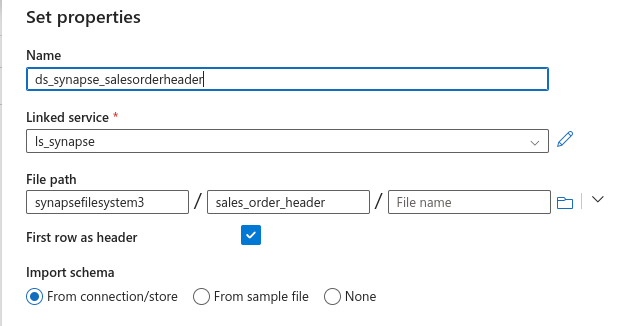 Set properties
Name
ds_synapse_salesorderheader
Linked service *
ls_synapse
File path
synapsefilesystem3 / sales_order_header / File name
First row as header
Import schema
From connection/store From sample file None